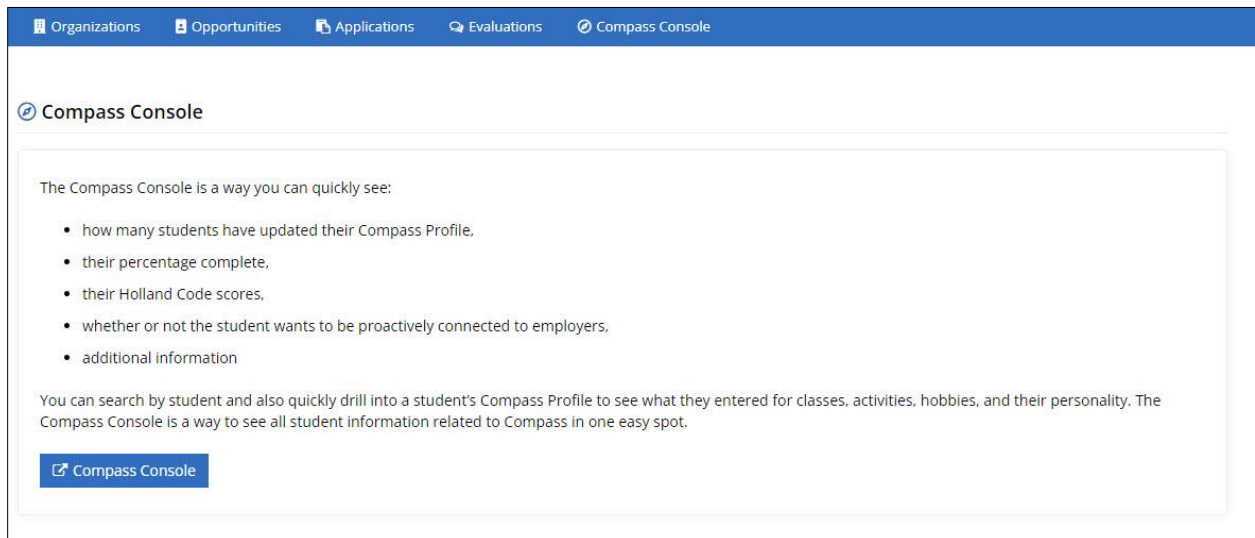 Organizations Opportunities Applications Evaluations Compass Console
Compass Console
The Compass Console is a way you can quickly see:
• how many students have updated their Compass Profile,
• their percentage complete,
• their Holland Code scores,
• whether or not the student wants to be proactively connected to employers,
• additional information
You can search by student and also quickly drill into a student's Compass Profile to see what they entered for classes, activities, hobbies, and their personality. The
Compass Console is a way to see all student information related to Compass in one easy spot.
Compass Console